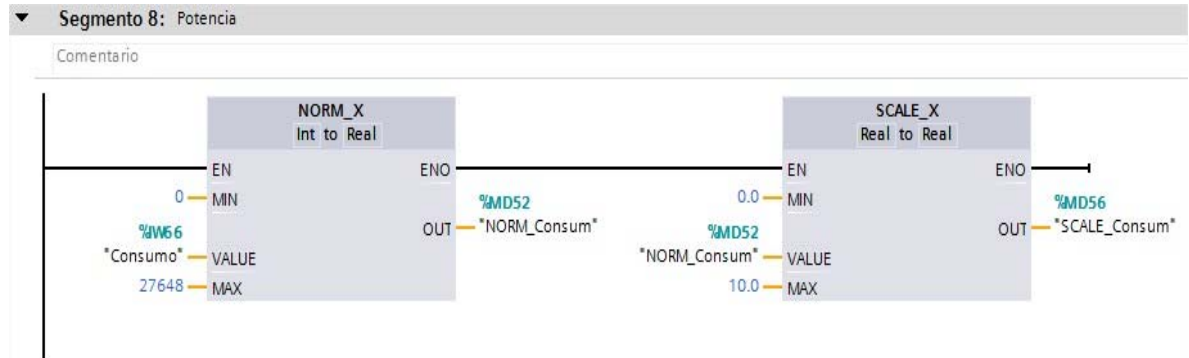 Segmento 8: Potencia
Comentario
NORM_X
Int to Real
EN
ENO
0
MIN
%MD52
OUT
"NORM_Consum"
%IW66
"Consumo"
VALUE
27648
MAX
SCALE_X
Real to Real
EN
ENO
0.0
MIN
%MD56
OUT
"SCALE_Consum"
%MD52
"NORM_Consum"
VALUE
10.0
MAX